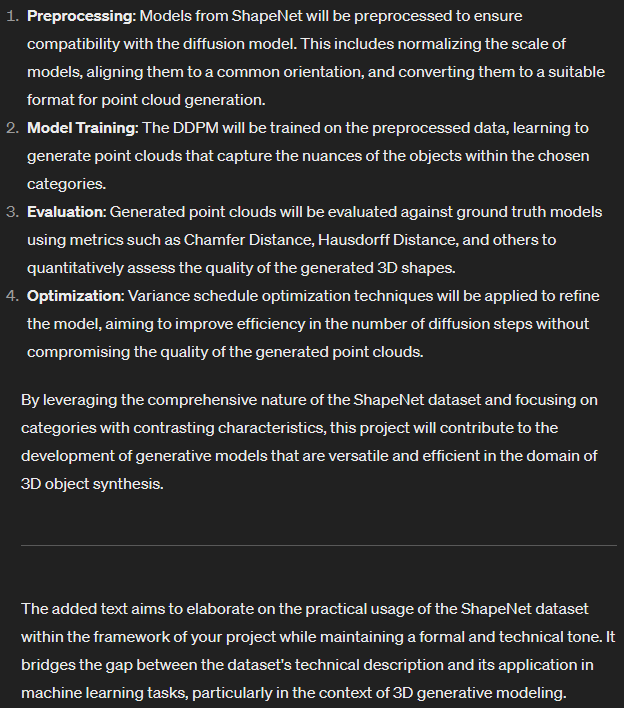 1. Preprocessing: Models from ShapeNet will be preprocessed to ensure
compatibility with the diffusion model. This includes normalizing the scale of
models, aligning them to a common orientation, and converting them to a suitable
format for point cloud generation.
2. Model Training: The DDPM will be trained on the preprocessed data, learning to
generate point clouds that capture the nuances of the objects within the chosen
categories.
3. Evaluation: Generated point clouds will be evaluated against ground truth models
using metrics such as Chamfer Distance, Hausdorff Distance, and others to
quantitatively assess the quality of the generated 3D shapes.
4. Optimization: Variance schedule optimization techniques will be applied to refine
the model, aiming to improve efficiency in the number of diffusion steps without
compromising the quality of the generated point clouds.
By leveraging the comprehensive nature of the ShapeNet dataset and focusing on
categories with contrasting characteristics, this project will contribute to the
development of generative models that are versatile and efficient in the domain of
3D object synthesis.
The added text aims to elaborate on the practical usage of the ShapeNet dataset
within the framework of your project while maintaining a formal and technical tone. It
bridges the gap between the dataset's technical description and its application in
machine learning tasks, particularly in the context of 3D generative modeling.